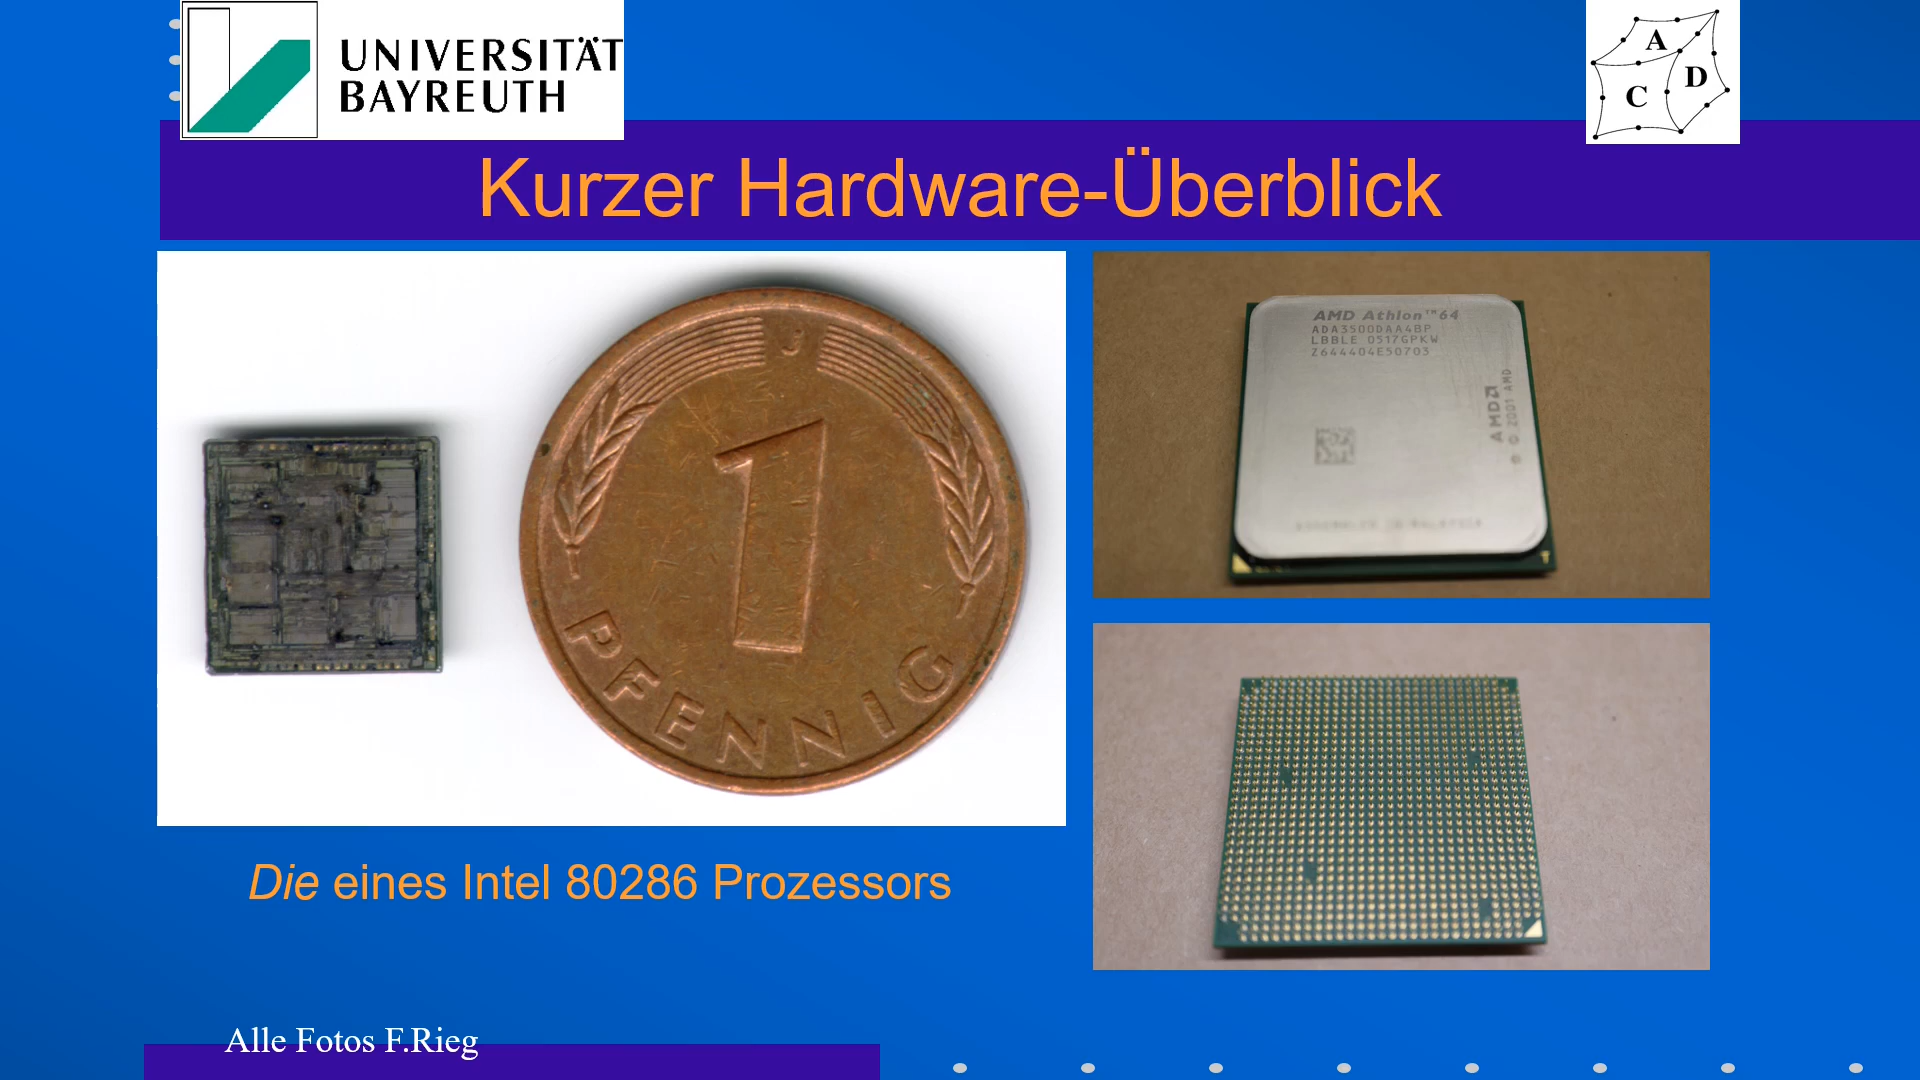 UNIVERSITÄT
BAYREUTH
A
D
C
Kurzer Hardware-Überblick
J
1
PFENNIG
AMD Athlon™64
ADA3500DAA4BP
LBBLE 0517GPKW
Z644404E50703
AMD
© 2001 AMD
Die eines Intel 80286 Prozessors
Alle Fotos F.Rieg